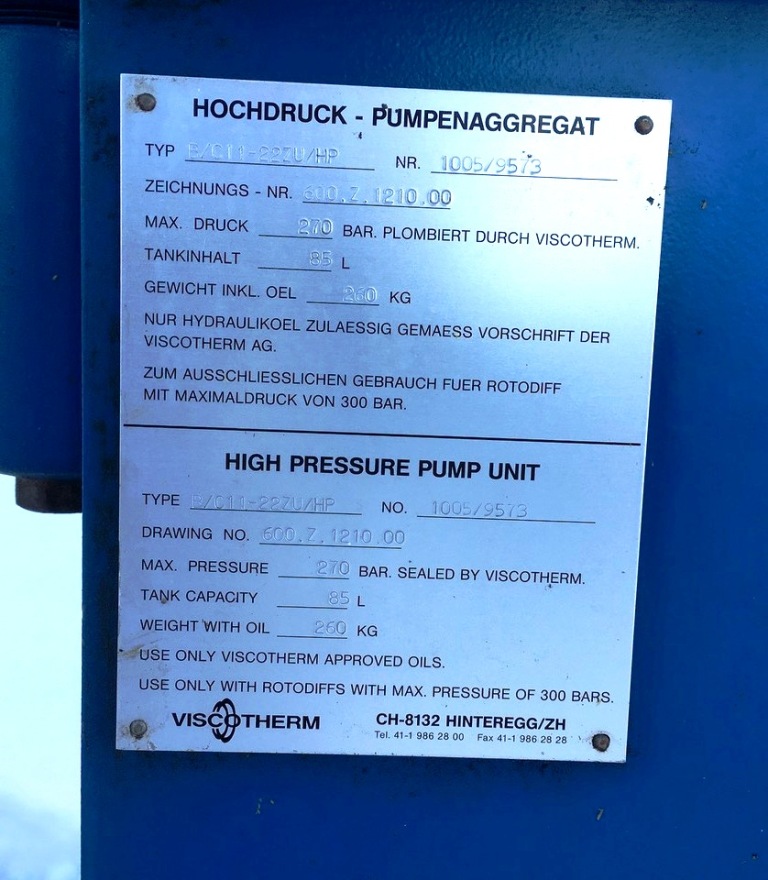 HOCHDRUCK - PUMPENAGGREGAT
TYP B/C11-22ZU/HP NR. 1005/9573
ZEICHNUNGS - NR. 600.7.1210.00
MAX. DRUCK 270 BAR. PLOMBIERT DURCH VISCOTHERM.
TANKINHALT 85 L
GEWICHT INKL. OEL 260 KG
NUR HYDRAULIKOEL ZULAESSIG GEMAESS VORSCHRIFT DER
VISCOTHERM AG.
ZUM AUSSCHLIESSLICHEN GEBRAUCH FUER ROTODIFF
MIT MAXIMALDRUCK VON 300 BAR.
HIGH PRESSURE PUMP UNIT
TYPE B/C11-22ZU/HP NO. 1005/9573
DRAWING NO. 600.7.1210.00
MAX. PRESSURE 270 BAR. SEALED BY VISCOTHERM.
TANK CAPACITY 85 L
WEIGHT WITH OIL 260 KG
USE ONLY VISCOTHERM APPROVED OILS.
USE ONLY WITH ROTODIFFS WITH MAX. PRESSURE OF 300 BARS.
VISCOTHERM CH-8132 HINTEREGG/ZH
Tel. 41-1 986 28 00 Fax 41-1 986 28 28